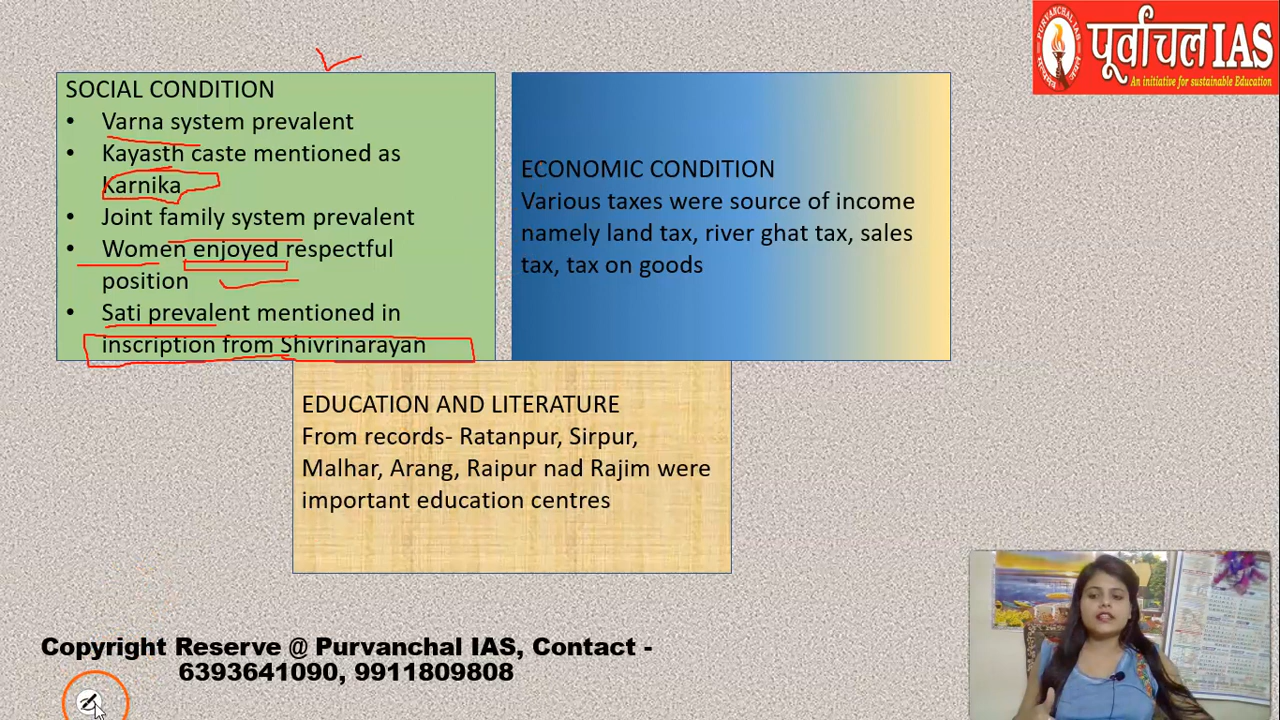 पूर्वांचल IAS
An initiative for sustainable Education
SOCIAL CONDITION
• Varna system prevalent
• Kayasth caste mentioned as
Karnika
• Joint family system prevalent
• Women enjoyed respectful
position
• Sati prevalent mentioned in
inscription from Shivrinarayan
ECONOMIC CONDITION
Various taxes were source of income
namely land tax, river ghat tax, sales
tax, tax on goods
EDUCATION AND LITERATURE
From records- Ratanpur, Sirpur,
Malhar, Arang, Raipur nad Rajim were
important education centres
Copyright Reserve @ Purvanchal IAS, Contact -
6393641090, 9911809808